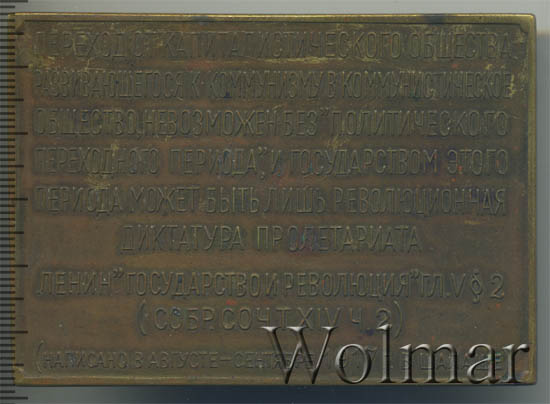 ПЕРЕХОД ОТ КАПИТАЛИСТИЧЕСКОГО ОБЩЕСТВА,
РАЗВИВАЮЩЕГОСЯ К КОММУНИЗМУ В КОММУНИСТИЧЕСКОЕ
ОБЩЕСТВО, НЕВОЗМОЖЕН БЕЗ "ПОЛИТИЧЕСКОГО
ПЕРЕХОДНОГО ПЕРИОДА", И ГОСУДАРСТВОМ ЭТОГО
ПЕРИОДА МОЖЕТ БЫТЬ ЛИШЬ РЕВОЛЮЦИОННАЯ
ДИКТАТУРА ПРОЛЕТАРИАТА.
ЛЕНИН "ГОСУДАРСТВО И РЕВОЛЮЦИЯ" ГЛ. V § 2
(СОБР. СОЧ. Т. XIV Ч. 2)
(НАПИСАНО В АВГУСТЕ–СЕНТЯБРЕ
Wolmar